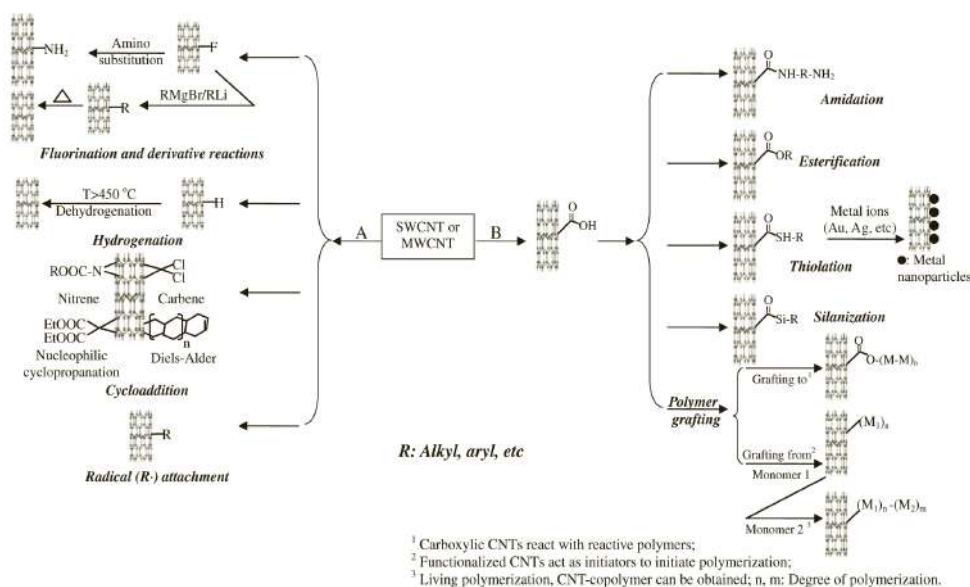 NH2
Amino
substitution
F
RMgBr/RLi
△
R
Fluorination and derivative reactions
T>450 °C
Dehydrogenation
H
Hydrogenation
ROOC-N
Cl
Cl
Nitrene
Carbene
EtOOC
EtOOC
n
Nucleophilic
cyclopropanation
Diels-Alder
Cycloaddition
R
Radical (R·) attachment
A
SWCNT or
MWCNT
B
O
OH
R: Alkyl, aryl, etc
O
NH-R-NH2
Amidation
O
OR
Esterification
O
SH-R
Thiolation
Metal ions
(Au, Ag, etc)
●: Metal
nanoparticles
O
Si-R
Silanization
Polymer
grafting
Grafting to1
O
O-(M-M)n
Grafting from2
Monomer 1
(M1)n
Monomer 2 3
(M1)n-(M2)m
1 Carboxylic CNTs react with reactive polymers;
2 Functionalized CNTs act as initiators to initiate polymerization;
3 Living polymerization, CNT-copolymer can be obtained; n, m: Degree of polymerization.